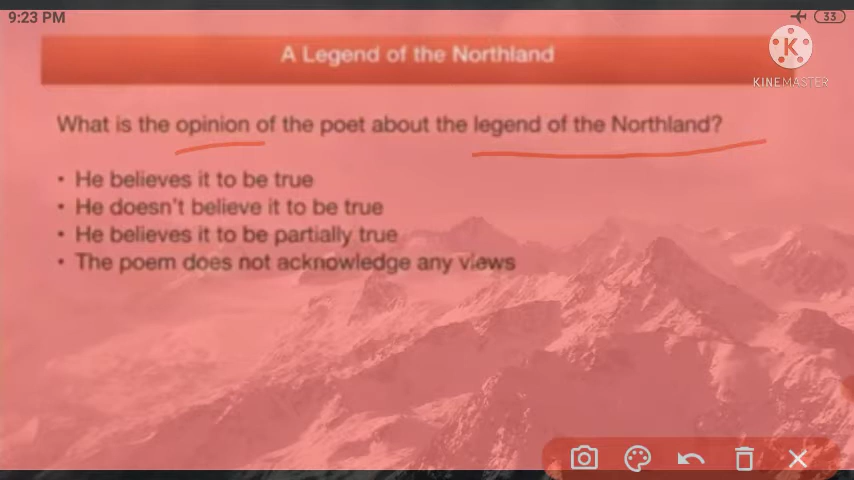 9:23 PM
33
A Legend of the Northland
K
KINEMASTER
What is the opinion of the poet about the legend of the Northland?
• He believes it to be true
• He doesn't believe it to be true
• He believes it to be partially true
• The poem does not acknowledge any views